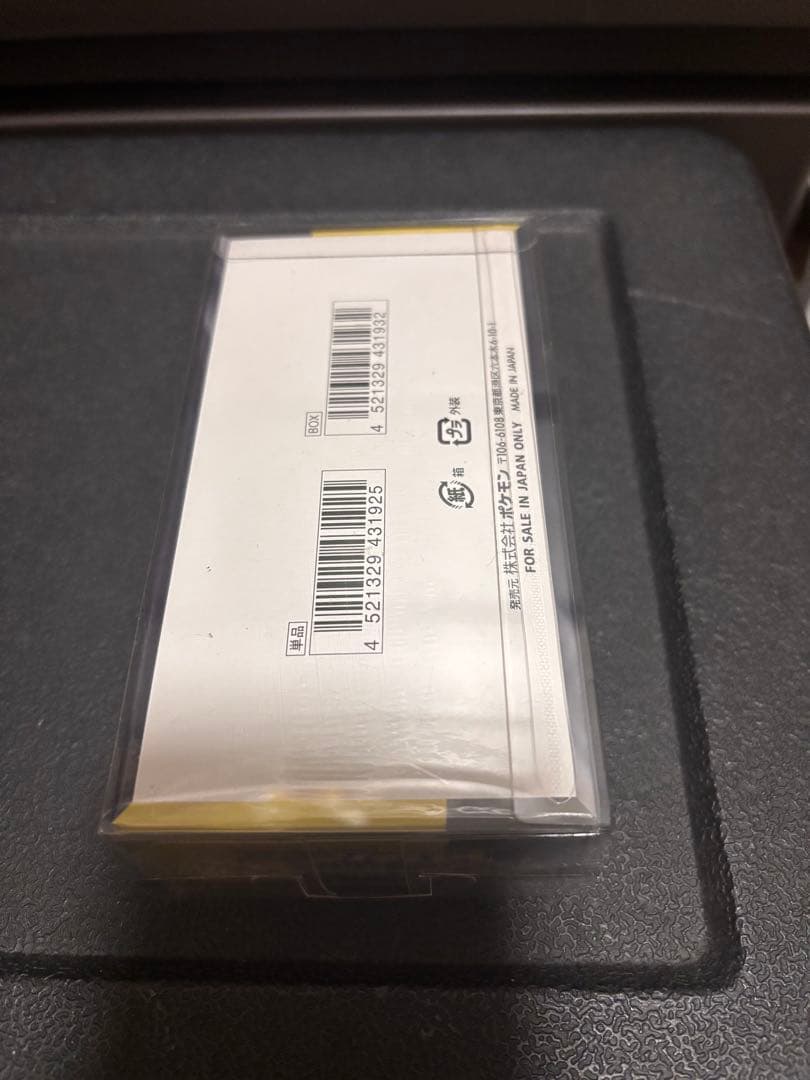 BOX
4 521329 431932
単品
4 521329 431925
プラ 外装
紙 箱
発売元 株式会社ポケモン 〒106-6108 東京都港区六本木6-10-1
FOR SALE IN JAPAN ONLY MADE IN JAPAN